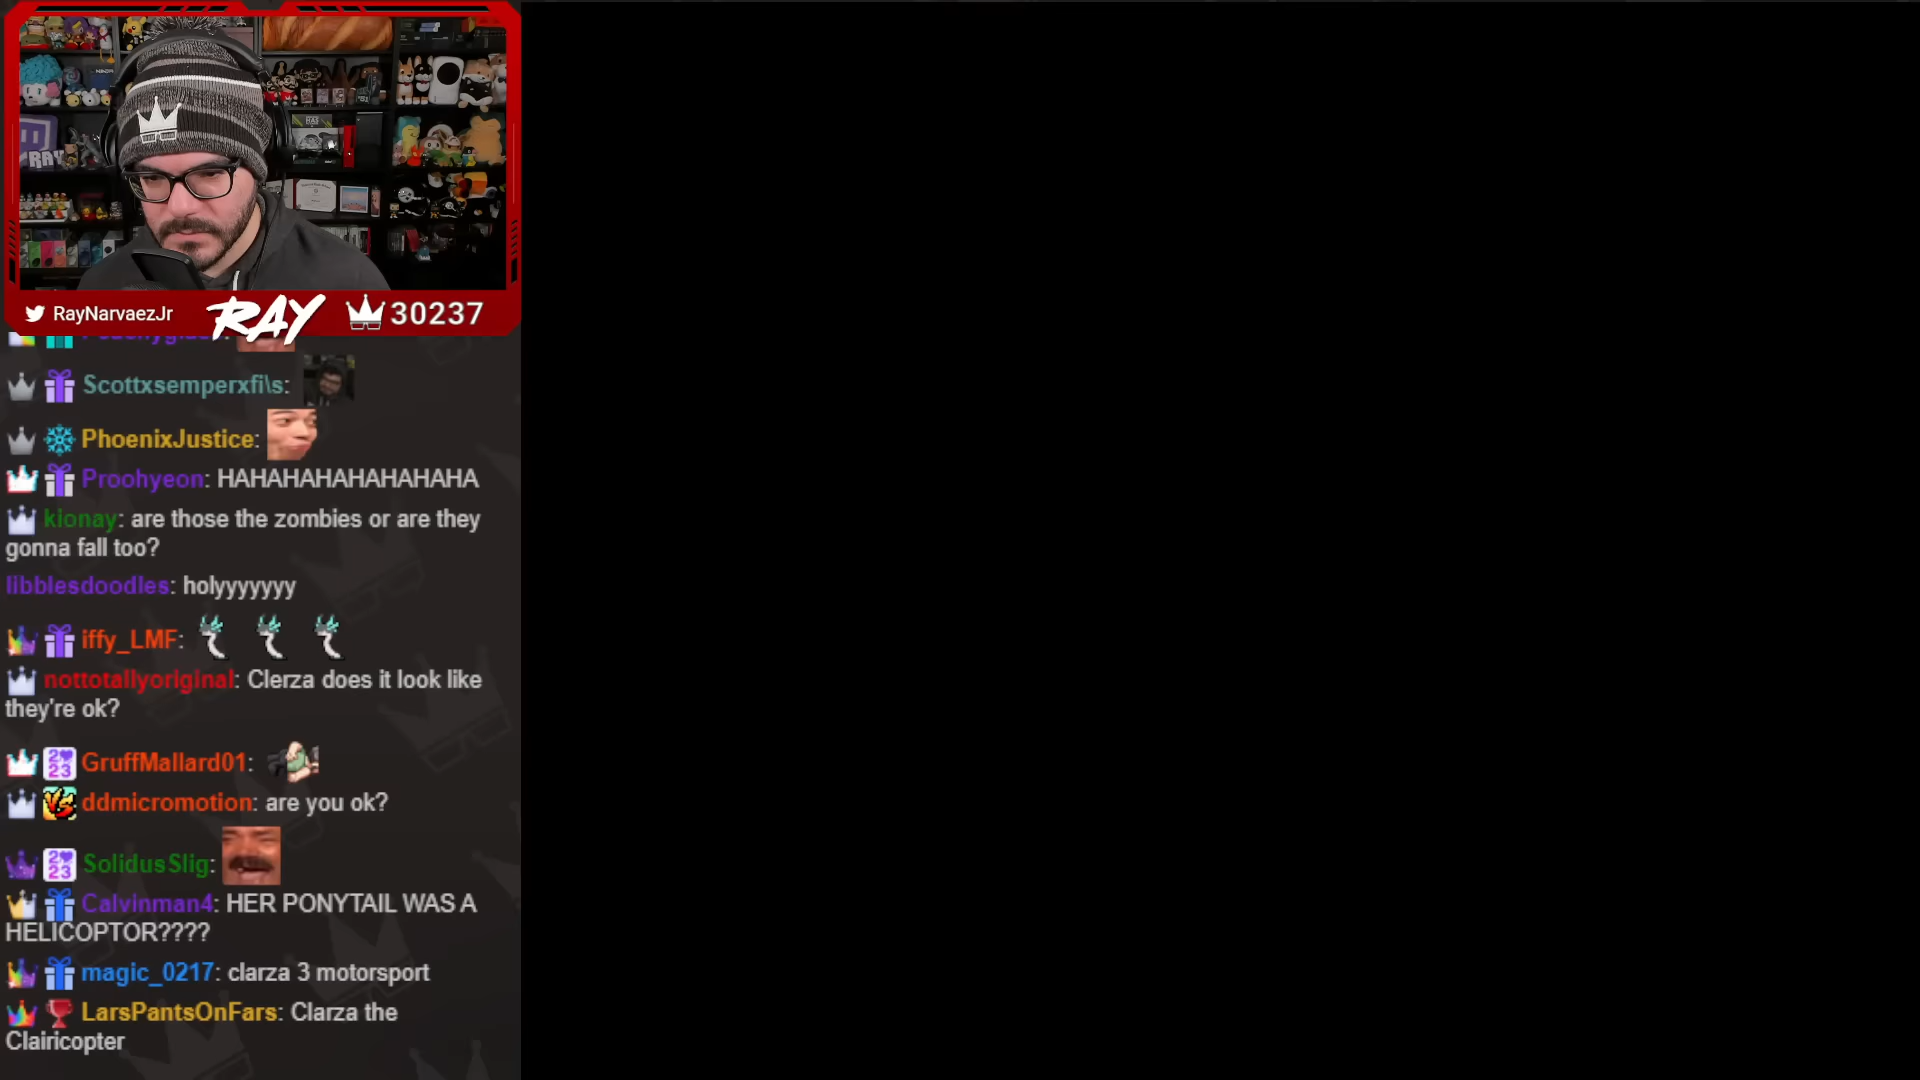 RayNarvaezJr RAY 30237
Scottxsemperxfi\s:
PhoenixJustice:
Proohyeon: HAHAHAHAHAHAHAHA
kionay: are those the zombies or are they
gonna fall too?
libblesdoodles: holyyyyyyy
iffy_LMF:
nottotallyoriginal: Clerza does it look like
they're ok?
GruffMallard01:
ddmicromotion: are you ok?
SolidusSlig:
Calvinman4: HER PONYTAIL WAS A
HELICOPTOR????
magic_0217: clarza 3 motorsport
LarsPantsOnFars: Clarza the
Clairicopter